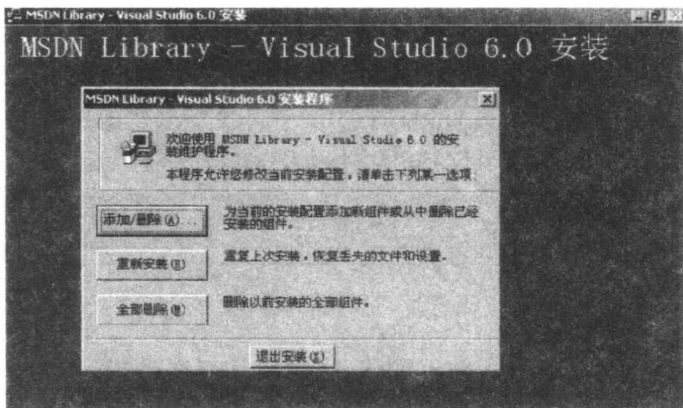 MSDN Library - Visual Studio 6.0 安装
MSDN Library - Visual Studio 6.0 安装
MSDN Library - Visual Studio 6.0 安装程序
欢迎使用 MSDN Library - Visual Studio 6.0 的安
装维护程序。
本程序允许您修改当前安装配置，请单击下列某一选项:
添加/删除(A)...
为当前的安装配置添加新组件或从中删除已经
安装的组件。
重新安装(R)
重复上次安装，恢复丢失的文件和设置。
全部删除
删除以前安装的全部组件。
退出安装(X)